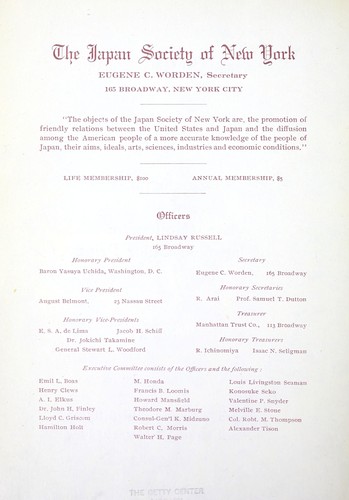 The Japan Society of New York
EUGENE C. WORDEN, Secretary
165 BROADWAY, NEW YORK CITY
"The objects of the Japan Society of New York are, the promotion of
friendly relations between the United States and Japan and the diffusion
among the American people of a more accurate knowledge of the people of
Japan, their aims, ideals, arts, sciences, industries and economic conditions."
LIFE MEMBERSHIP, $100 ANNUAL MEMBERSHIP, $5
Officers
President, LINDSAY RUSSELL
165 Broadway
Honorary President Secretary
Baron Yasuya Uchida, Washington, D. C. Eugene C. Worden, 165 Broadway
Vice-President Honorary Secretaries
August Belmont, 23 Nassau Street R. Arai Prof. Samuel T. Dutton
Honorary Vice-Presidents Treasurer
E. S. A. de Lima Jacob H. Schiff Manhattan Trust Co., 113 Broadway
Dr. Jokichi Takamine Honorary Treasurers
General Stewart L. Woodford R. Ichinomiya Isaac N. Seligman
Executive Committee consists of the Officers and the following:
Emil L. Boas M. Honda Louis Livingston Seaman
Henry Clews Francis B. Loomis Konosuke Seko
A. I. Elkus Howard Mansfield Valentine P. Snyder
Dr. John H. Finley Theodore M. Marburg Melville E. Stone
Lloyd C. Griscom Consul-Gen'l K. Midzuno Col. Robt. M. Thompson
Hamilton Holt Robert C. Morris Alexander Tison
Walter H. Page
THE GETTY CENTER